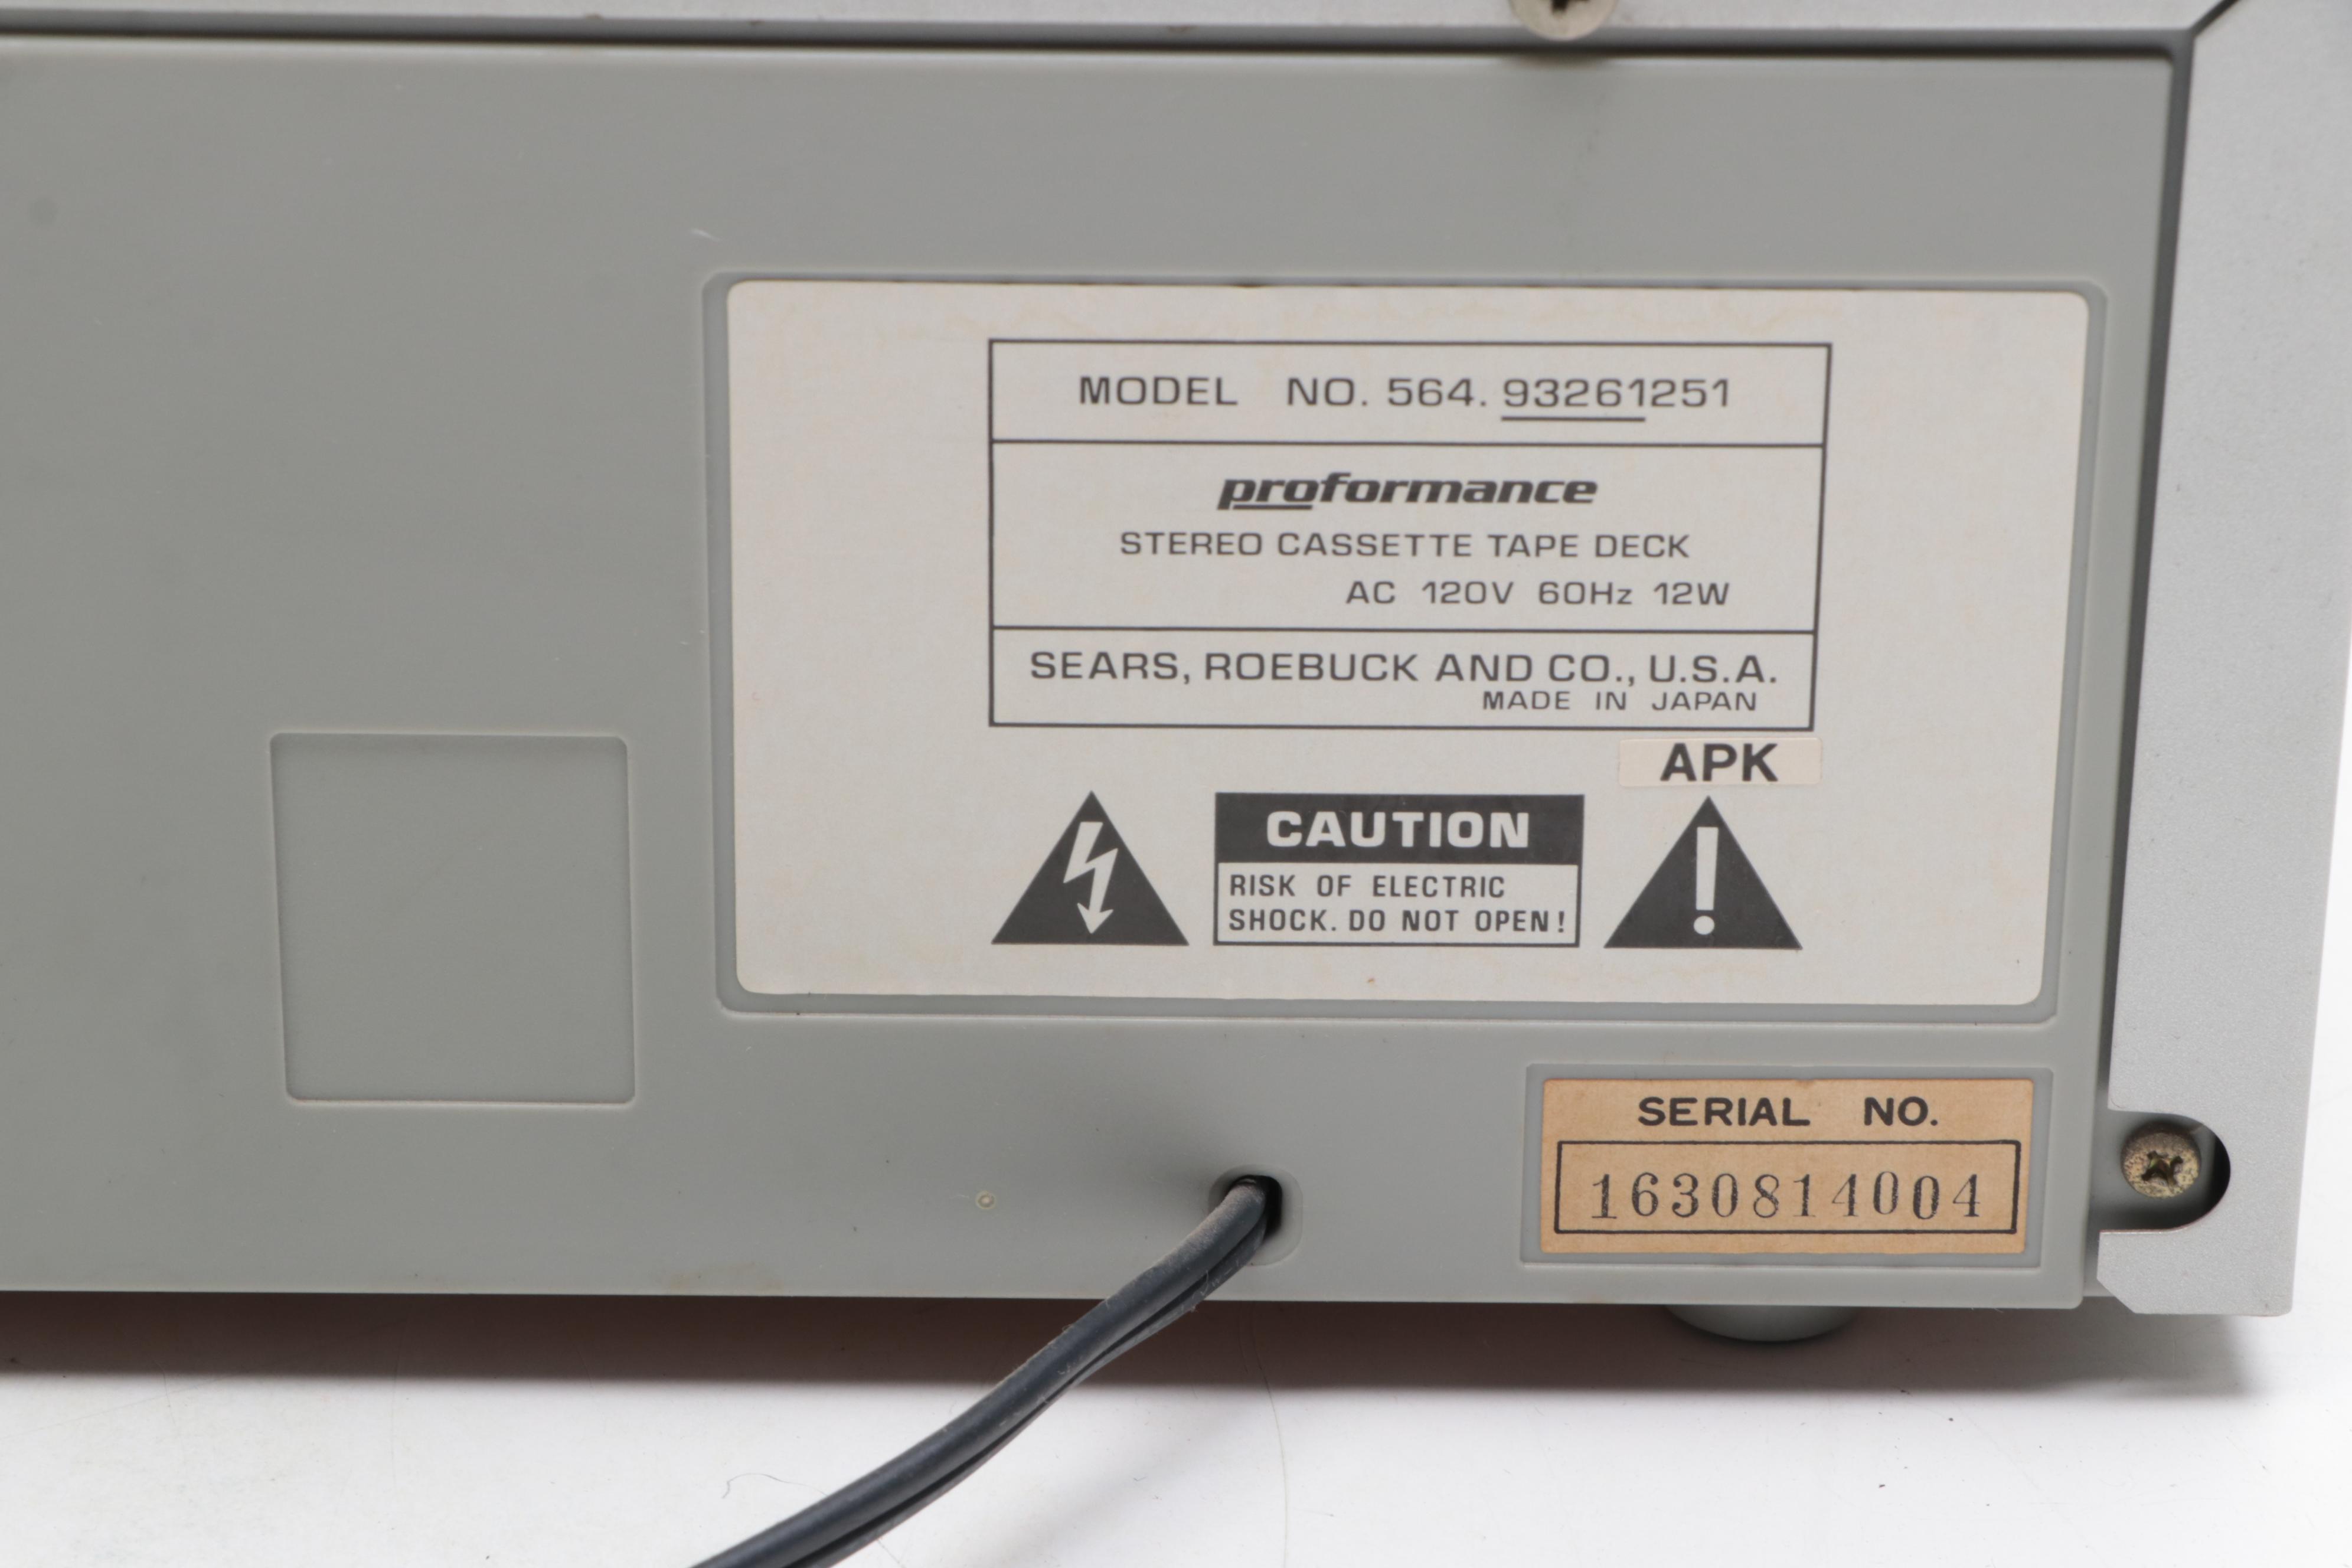 MODEL NO. 564. 93261251
proformance
STEREO CASSETTE TAPE DECK
AC 120V 60Hz 12W
SEARS, ROEBUCK AND CO., U.S.A.
MADE IN JAPAN
APK
CAUTION
RISK OF ELECTRIC
SHOCK. DO NOT OPEN!
SERIAL NO.
1630814004